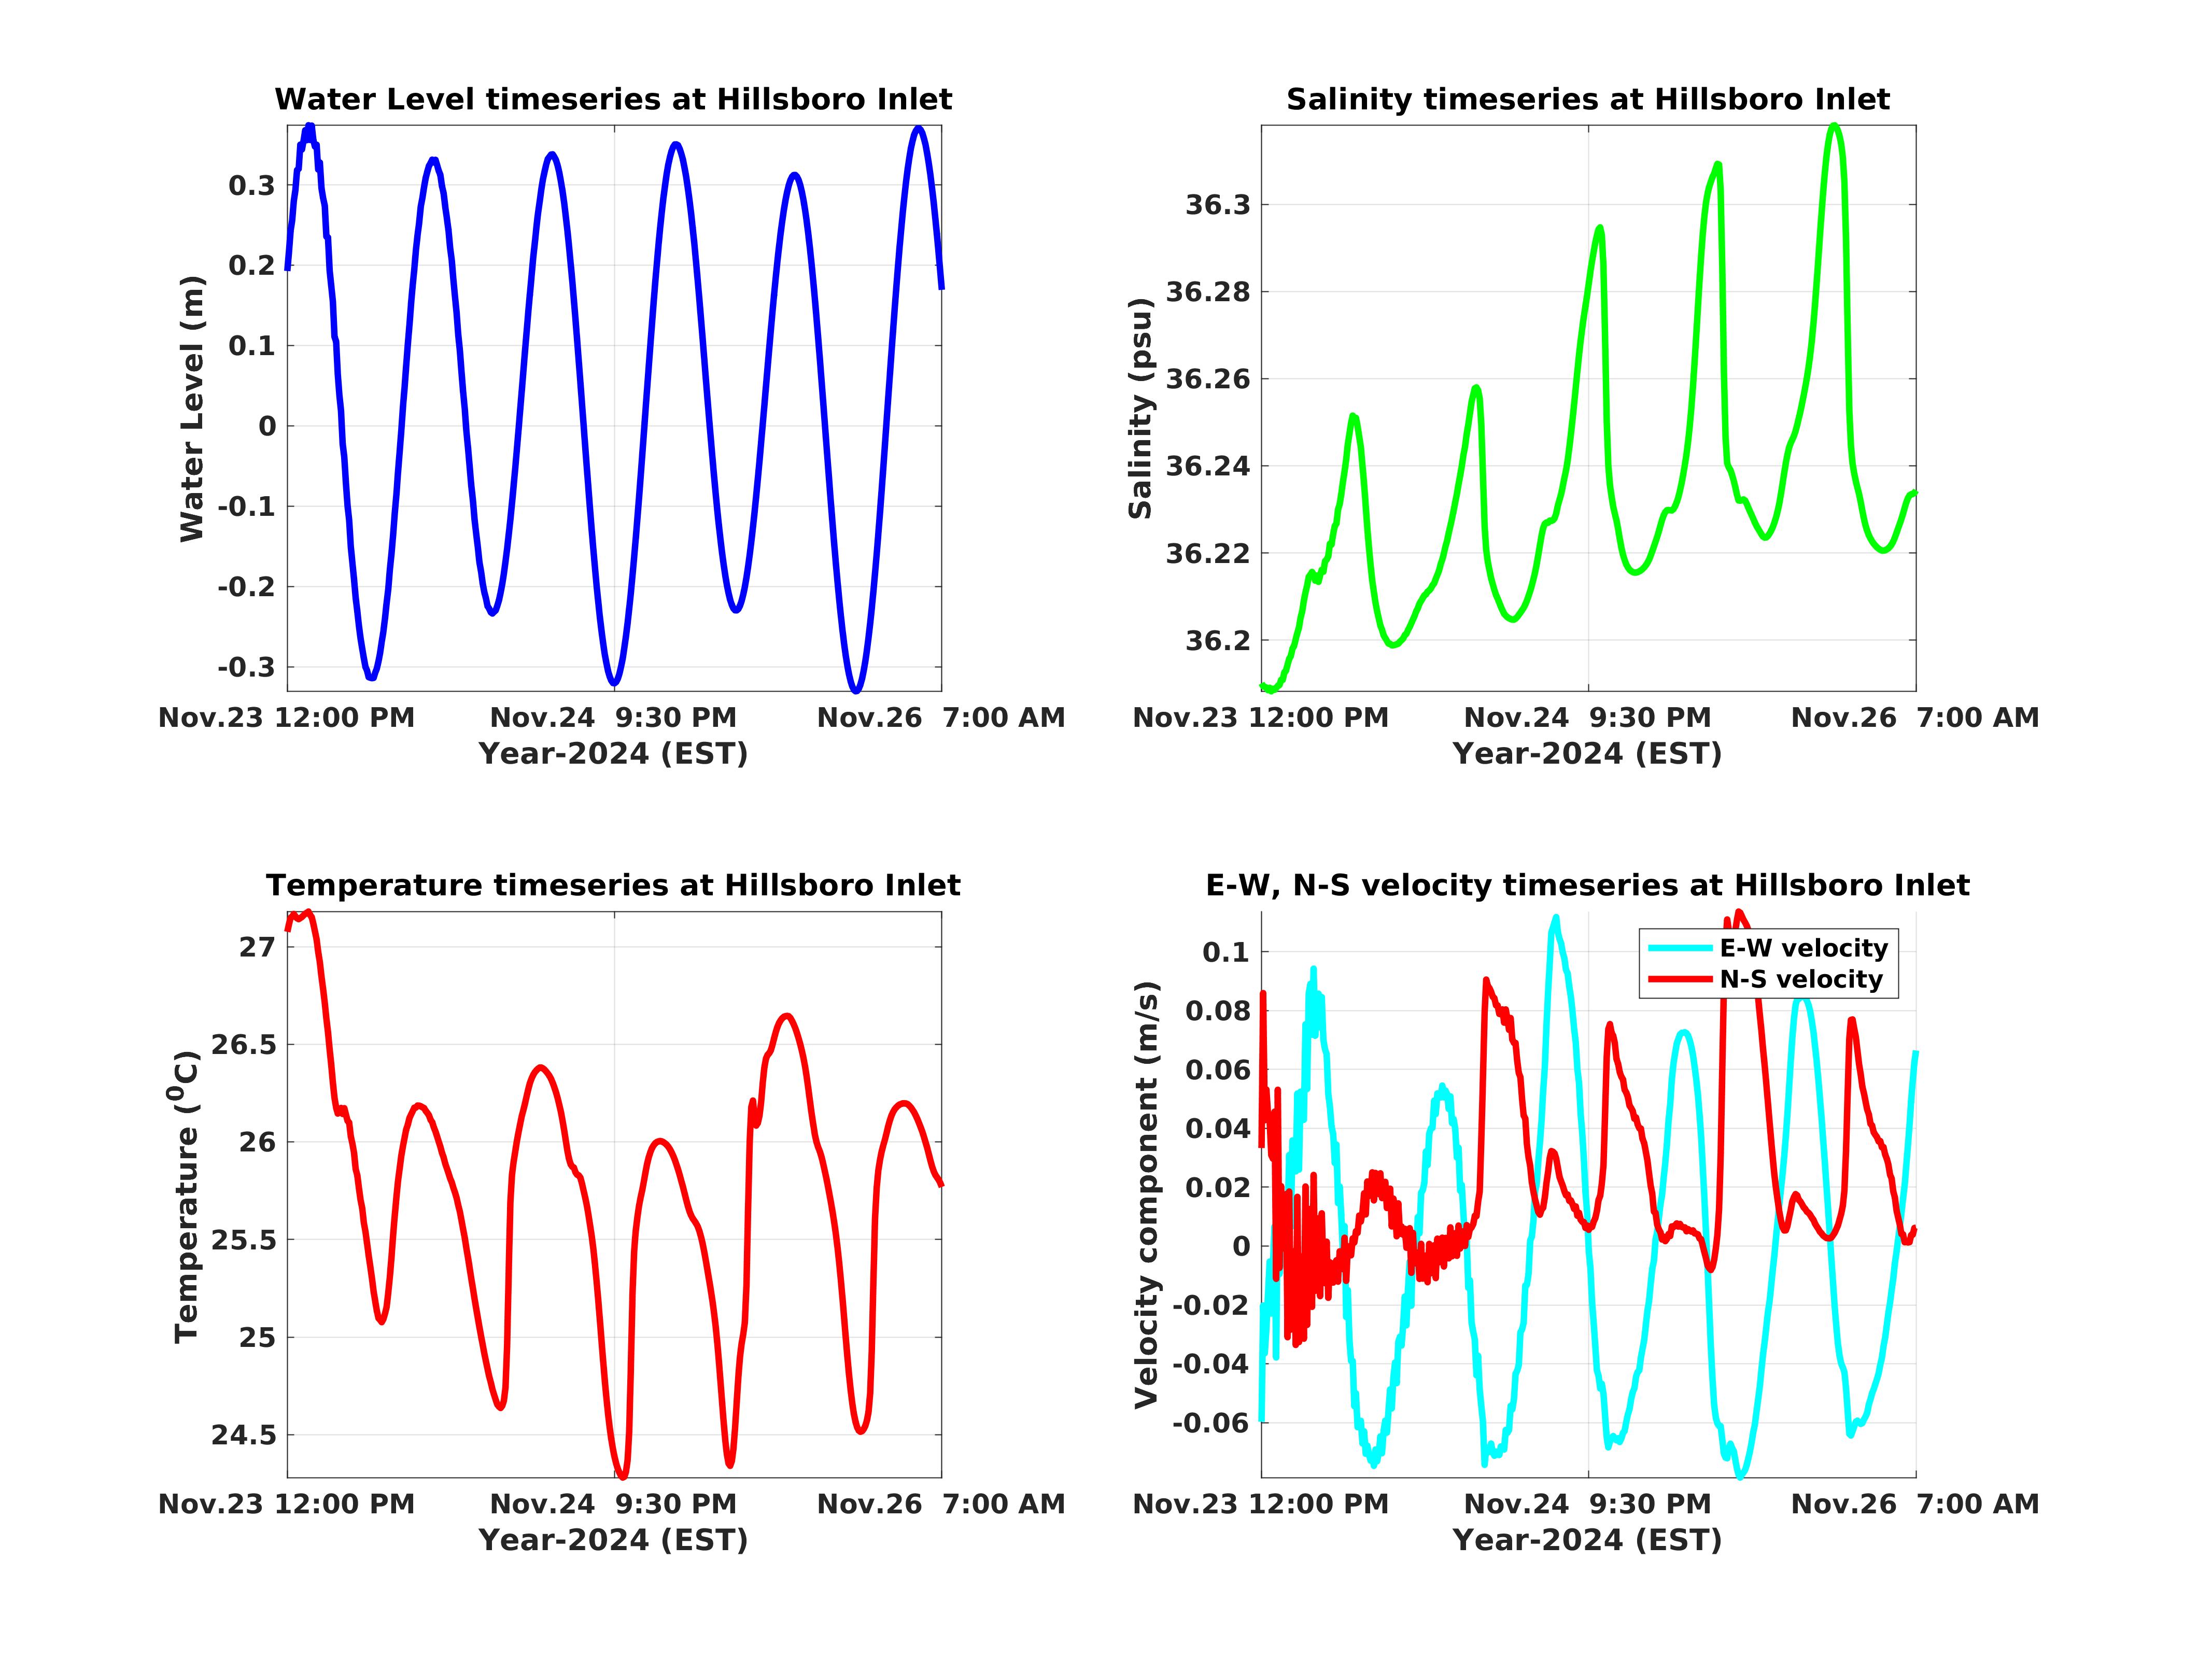 Water Level timeseries at Hillsboro Inlet
Water Level (m)
0.3
0.2
0.1
0
-0.1
-0.2
-0.3
Nov.23 12:00 PM
Nov.24 9:30 PM
Nov.26 7:00 AM
Year-2024 (EST)
Salinity timeseries at Hillsboro Inlet
Salinity (psu)
36.3
36.28
36.26
36.24
36.22
36.2
Nov.23 12:00 PM
Nov.24 9:30 PM
Nov.26 7:00 AM
Year-2024 (EST)
Temperature timeseries at Hillsboro Inlet
Temperature (⁰C)
27
26.5
26
25.5
25
24.5
Nov.23 12:00 PM
Nov.24 9:30 PM
Nov.26 7:00 AM
Year-2024 (EST)
E-W, N-S velocity timeseries at Hillsboro Inlet
Velocity component (m/s)
0.1
0.08
0.06
0.04
0.02
0
-0.02
-0.04
-0.06
E-W velocity
N-S velocity
Nov.23 12:00 PM
Nov.24 9:30 PM
Nov.26 7:00 AM
Year-2024 (EST)